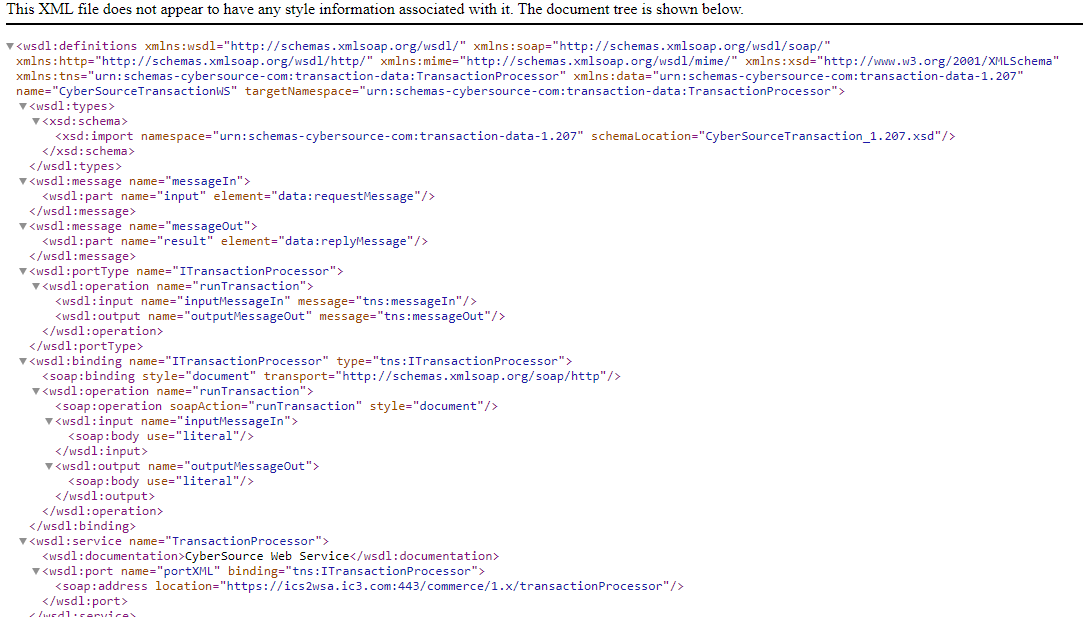 This XML file does not appear to have any style information associated with it. The document tree is shown below.
▼<wsdl:definitions xmlns:wsdl="http://schemas.xmlsoap.org/wsdl/" xmlns:soap="http://schemas.xmlsoap.org/wsdl/soap/"
xmlns:http="http://schemas.xmlsoap.org/wsdl/http/" xmlns:mime="http://schemas.xmlsoap.org/wsdl/mime/" xmlns:xsd="http://www.w3.org/2001/XMLSchema"
xmlns:tns="urn:schemas-cybersource-com:transaction-data:TransactionProcessor" xmlns:data="urn:schemas-cybersource-com:transaction-data-1.207"
name="CyberSourceTransactionWS" targetNamespace="urn:schemas-cybersource-com:transaction-data:TransactionProcessor">
▼<wsdl:types>
▼<xsd:schema>
<xsd:import namespace="urn:schemas-cybersource-com:transaction-data-1.207" schemaLocation="CyberSourceTransaction_1.207.xsd"/>
</xsd:schema>
</wsdl:types>
▼<wsdl:message name="messageIn">
<wsdl:part name="input" element="data:requestMessage"/>
</wsdl:message>
▼<wsdl:message name="messageOut">
<wsdl:part name="result" element="data:replyMessage"/>
</wsdl:message>
▼<wsdl:portType name="ITransactionProcessor">
▼<wsdl:operation name="runTransaction">
<wsdl:input name="inputMessageIn" message="tns:messageIn"/>
<wsdl:output name="outputMessageOut" message="tns:messageOut"/>
</wsdl:operation>
</wsdl:portType>
▼<wsdl:binding name="ITransactionProcessor" type="tns:ITransactionProcessor">
<soap:binding style="document" transport="http://schemas.xmlsoap.org/soap/http"/>
▼<wsdl:operation name="runTransaction">
<soap:operation soapAction="runTransaction" style="document"/>
▼<wsdl:input name="inputMessageIn">
<soap:body use="literal"/>
</wsdl:input>
▼<wsdl:output name="outputMessageOut">
<soap:body use="literal"/>
</wsdl:output>
</wsdl:operation>
</wsdl:binding>
▼<wsdl:service name="TransactionProcessor">
<wsdl:documentation>CyberSource Web Service</wsdl:documentation>
▼<wsdl:port name="portXML" binding="tns:ITransactionProcessor">
<soap:address location="https://ics2wsa.ic3.com:443/commerce/1.x/transactionProcessor"/>
</wsdl:port>
</wsdl:service>